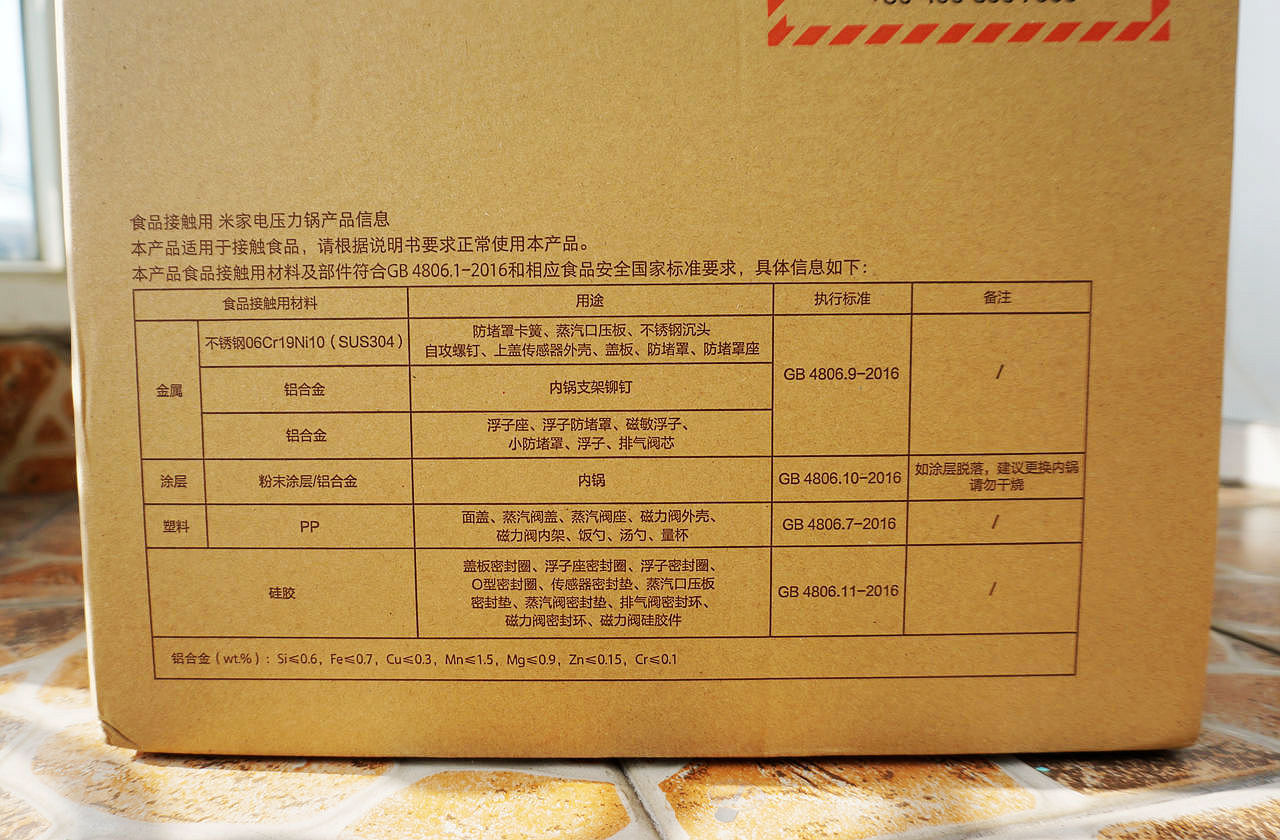 食品接触用 米家电压力锅产品信息
本产品适用于接触食品，请根据说明书要求正常使用本产品。
本产品食品接触用材料及部件符合GB 4806.1-2016和相应食品安全国家标准要求，具体信息如下：
食品接触用材料 用途 执行标准 备注
金属
不锈钢06Cr19Ni10（SUS304）
防堵罩卡簧、蒸汽口压板、不锈钢沉头
自攻螺钉、上盖传感器外壳、盖板、防堵罩、防堵罩座
GB 4806.9-2016
/
铝合金
内锅支架铆钉
铝合金
浮子座、浮子防堵罩、磁敏浮子、
小防堵罩、浮子、排气阀芯
涂层
粉末涂层/铝合金
内锅
GB 4806.10-2016
如涂层脱落，建议更换内锅
请勿干烧
塑料
PP
面盖、蒸汽阀盖、蒸汽阀座、磁力阀外壳、
磁力阀内架、饭勺、汤勺、量杯
GB 4806.7-2016
/
硅胶
盖板密封圈、浮子座密封圈、浮子密封圈、
O型密封圈、传感器密封垫、蒸汽口压板
密封垫、蒸汽阀密封垫、排气阀密封环、
磁力阀密封环、磁力阀硅胶件
GB 4806.11-2016
/
铝合金（wt.%）：Si≤0.6，Fe≤0.7，Cu≤0.3，Mn≤1.5，Mg≤0.9，Zn≤0.15，Cr≤0.1